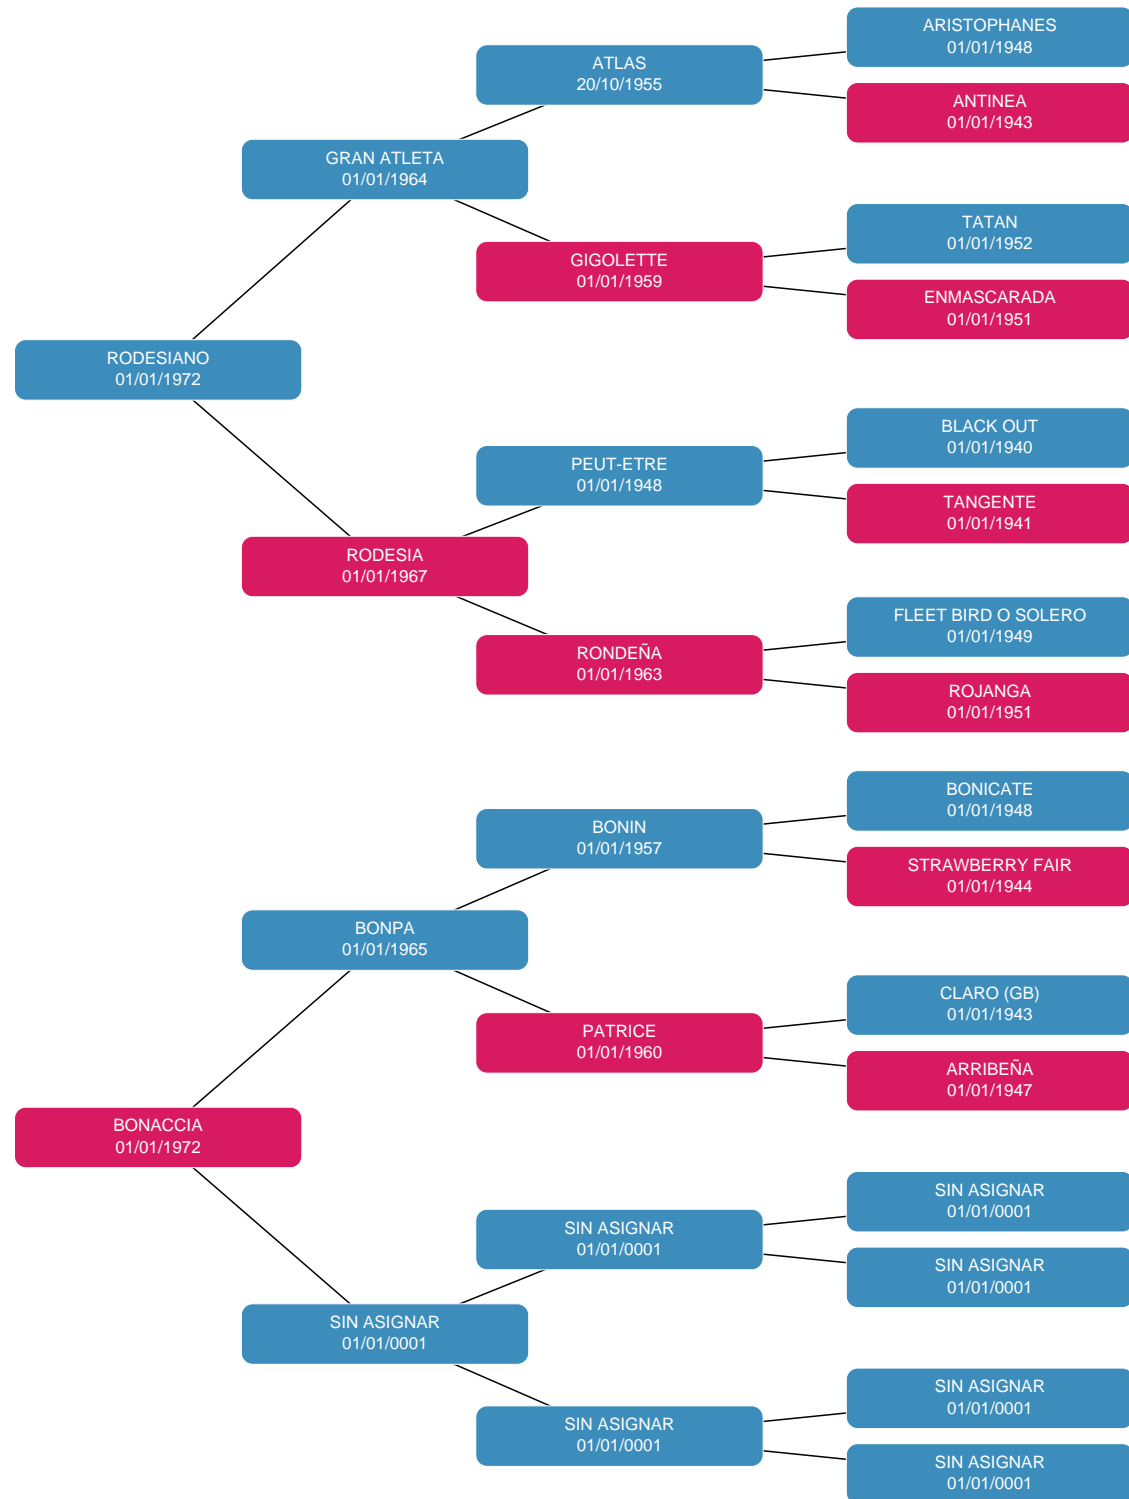 ARISTOPHANES
01/01/1948
ATLAS
20/10/1955
ANTINEA
01/01/1943
GRAN ATLETA
01/01/1964
TATAN
01/01/1952
GIGOLETTE
01/01/1959
ENMASCARADA
01/01/1951
RODESIANO
01/01/1972
BLACK OUT
01/01/1940
PEUT-ETRE
01/01/1948
TANGENTE
01/01/1941
RODESIA
01/01/1967
FLEET BIRD O SOLERO
01/01/1949
RONDEÑA
01/01/1963
ROJANGA
01/01/1951
BONICATE
01/01/1948
BONIN
01/01/1957
STRAWBERRY FAIR
01/01/1944
BONPA
01/01/1965
CLARO (GB)
01/01/1943
PATRICE
01/01/1960
ARRIBEÑA
01/01/1947
BONACCIA
01/01/1972
SIN ASIGNAR
01/01/0001
SIN ASIGNAR
01/01/0001
SIN ASIGNAR
01/01/0001
SIN ASIGNAR
01/01/0001
SIN ASIGNAR
01/01/0001
SIN ASIGNAR
01/01/0001
SIN ASIGNAR
01/01/0001